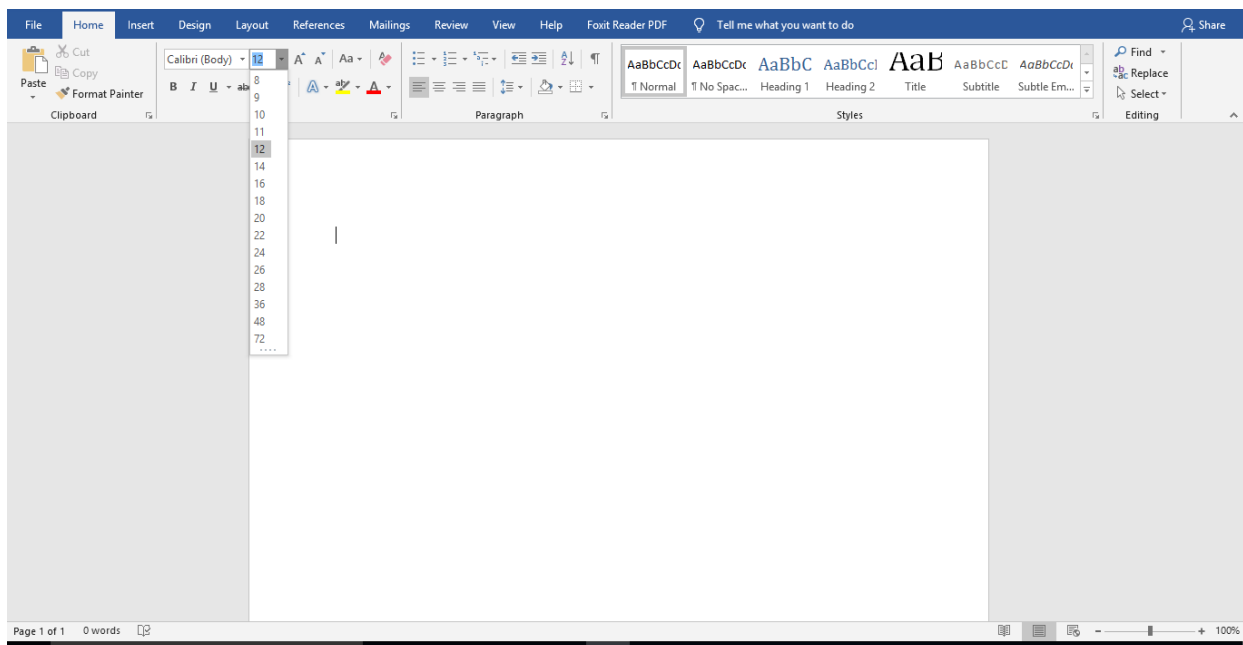 File Home Insert Design Layout References Mailings Review View Help Foxit Reader PDF Tell me what you want to do Share
Cut
Copy
Paste
Format Painter
Clipboard
Calibri (Body) 12
Aa
B I U
A
Paragraph
AaBbCcDc AaBbCcDc AaBbC AaBbCcI AaB AaBbCcD AaBbCcDc
¶ Normal ¶ No Spac... Heading 1 Heading 2 Title Subtitle Subtle Em...
Styles
Find
Replace
Select
Editing
8
9
10
11
12
14
16
18
20
22
24
26
28
36
48
72
Page 1 of 1 0 words 100%